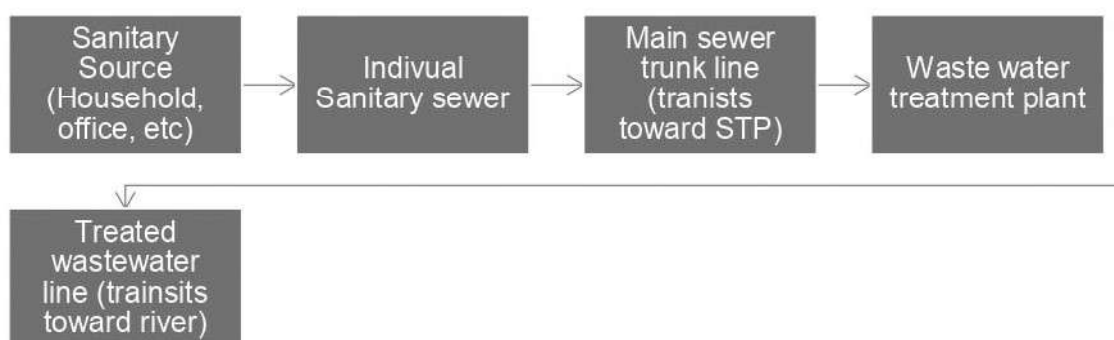 Sanitary
Source
(Household,
office, etc)
Indivual
Sanitary sewer
Main sewer
trunk line
(tranists
toward STP)
Waste water
treatment plant
Treated
wastewater
line (trainsits
toward river)